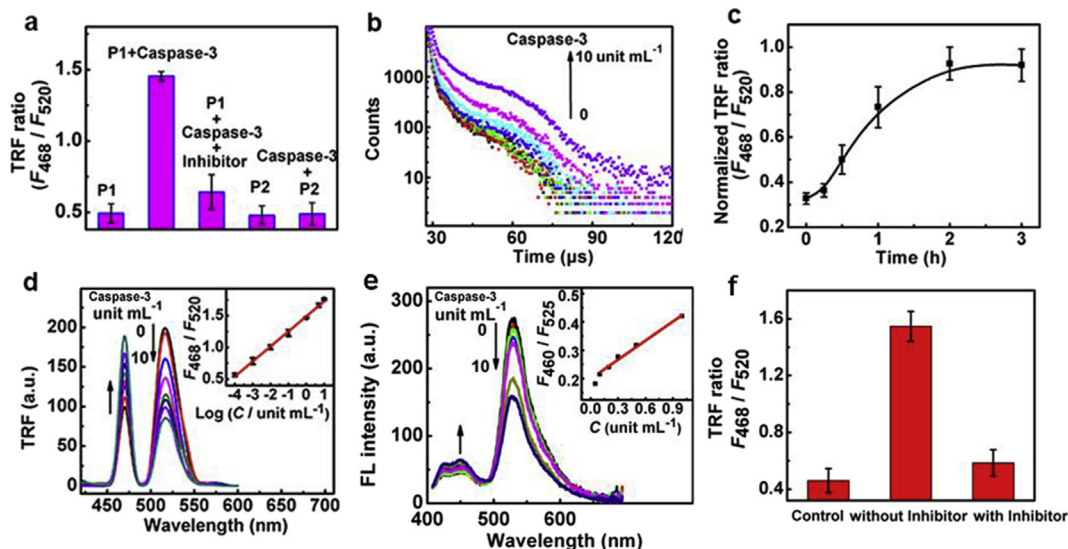 a
TRF ratio
(F468 / F520)
1.5
1.0
0.5
P1+Caspase-3
P1
+
Caspase-3
+
Inhibitor
Caspase-3
+
P2
P1
P2
b
Counts
1000
100
10
Caspase-3
10 unit mL-1
0
30 60 90 120
Time (µs)
c
Normalized TRF ratio
(F468 / F520)
1.0
0.8
0.6
0.4
0.2
0 1 2 3
Time (h)
d
TRF (a.u.)
200
150
100
50
0
Caspase-3
unit mL-1
0
10
F468 / F520
1.5
1.0
0.5
-4 -3 -2 -1 0 1
Log (C / unit mL-1)
450 500 550 600 650 700
Wavelength (nm)
e
FL intensity (a.u.)
300
200
100
0
Caspase-3
unit mL-1
0
10
F460 / F525
0.4
0.2
0.0 0.3 0.6 0.9
C (unit mL-1)
400 500 600 700
Wavelength (nm)
f
TRF ratio
F468 / F520
1.6
1.2
0.8
0.4
Control without Inhibitor with Inhibitor